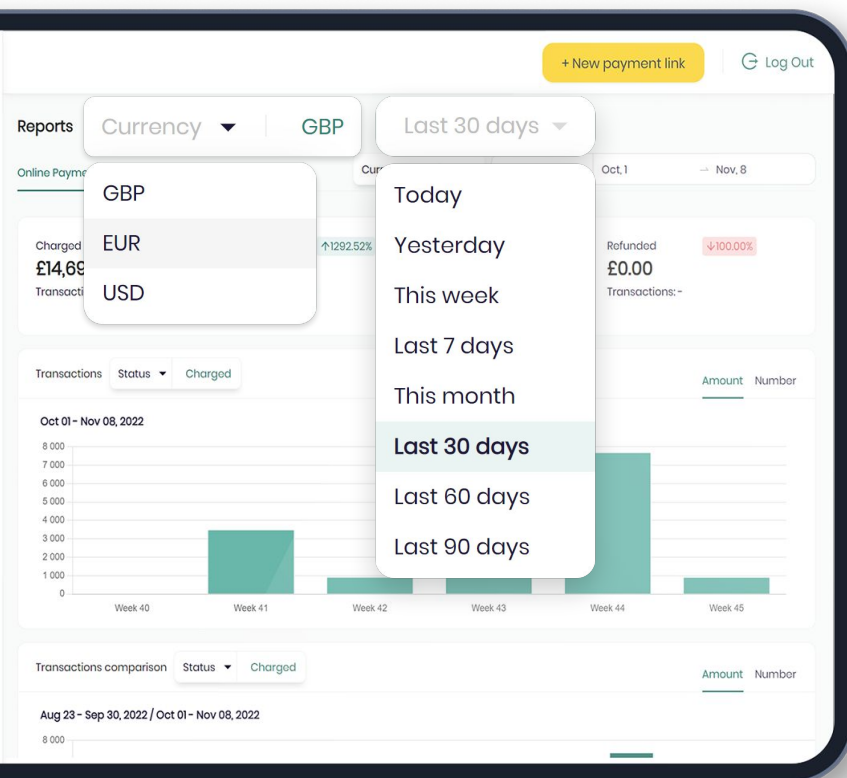 + New payment link
Log Out
Reports
Currency
GBP
Last 30 days
Online
Oct, 1 → Nov, 8
GBP
EUR
USD
Today
Yesterday
This week
Last 7 days
This month
Last 30 days
Last 60 days
Last 90 days
Charged
↑1292.52%
£14,69
Refunded
↓100.00%
£0.00
Transactions: -
Transactions
Status
Charged
Amount
Number
Oct 01 - Nov 08, 2022
8 000
7 000
6 000
5 000
4 000
3 000
2 000
1 000
0
Week 40
Week 41
Week 42
Week 43
Week 44
Week 45
Transactions comparison
Status
Charged
Amount
Number
Aug 23 - Sep 30, 2022 / Oct 01 - Nov 08, 2022
8 000